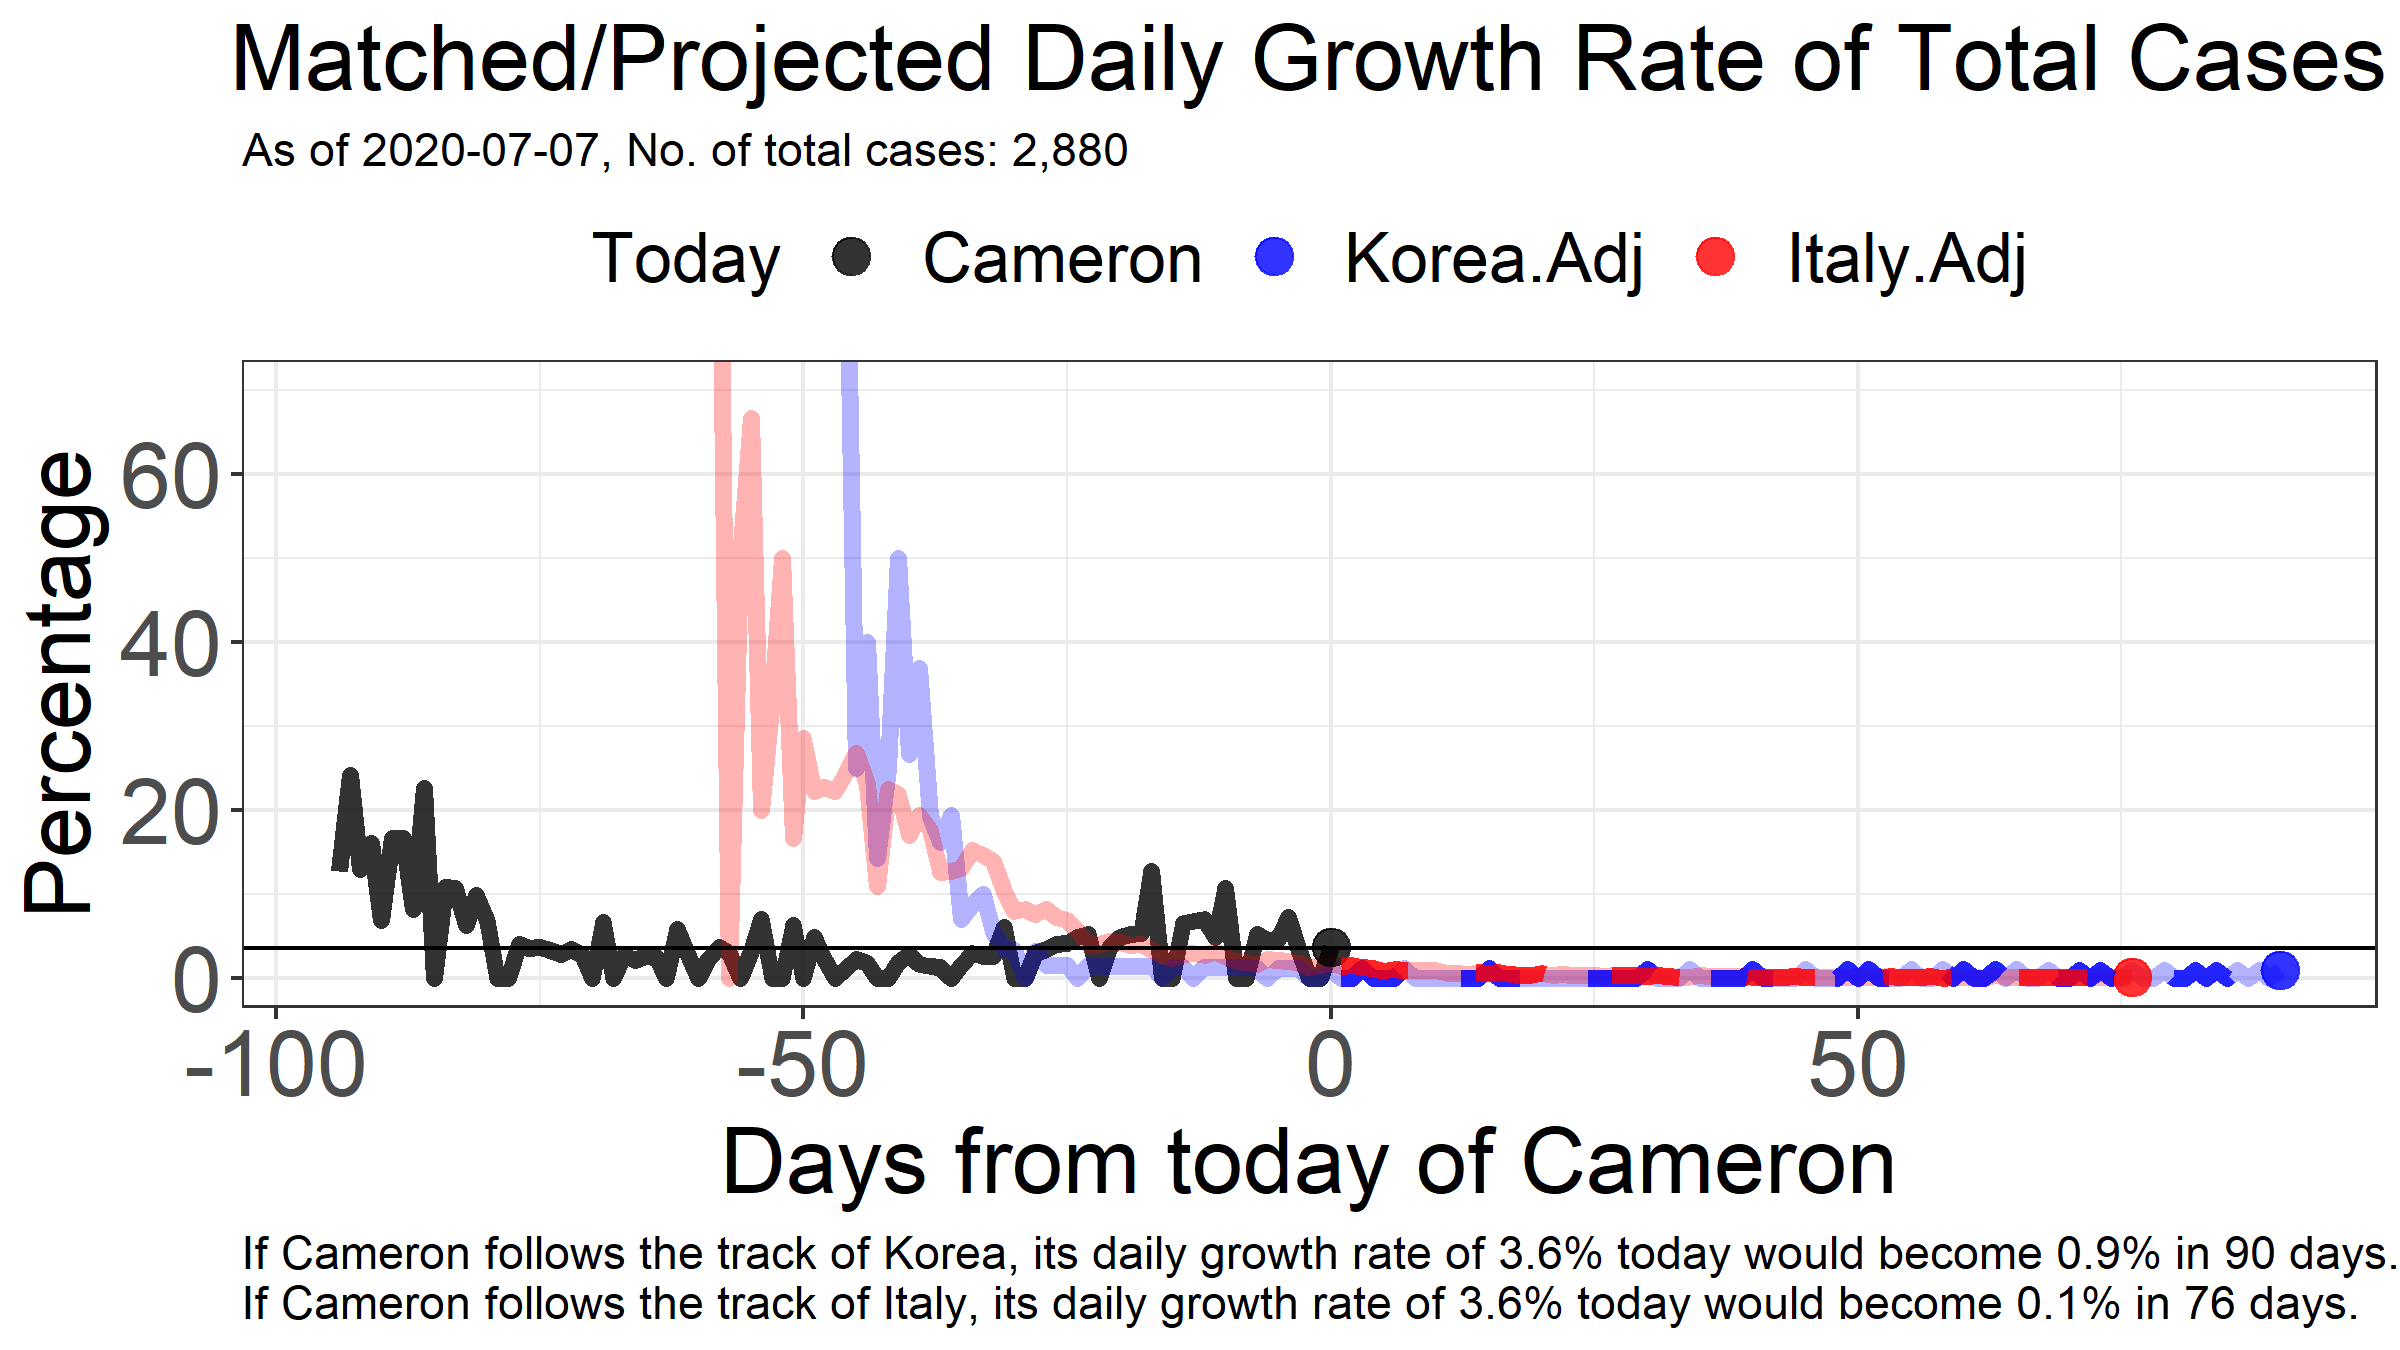 Matched/Projected Daily Growth Rate of Total Cases
As of 2020-07-07, No. of total cases: 2,880
Today Cameron Korea.Adj Italy.Adj
Percentage
60
40
20
0
-100 -50 0 50
Days from today of Cameron
If Cameron follows the track of Korea, its daily growth rate of 3.6% today would become 0.9% in 90 days.
If Cameron follows the track of Italy, its daily growth rate of 3.6% today would become 0.1% in 76 days.